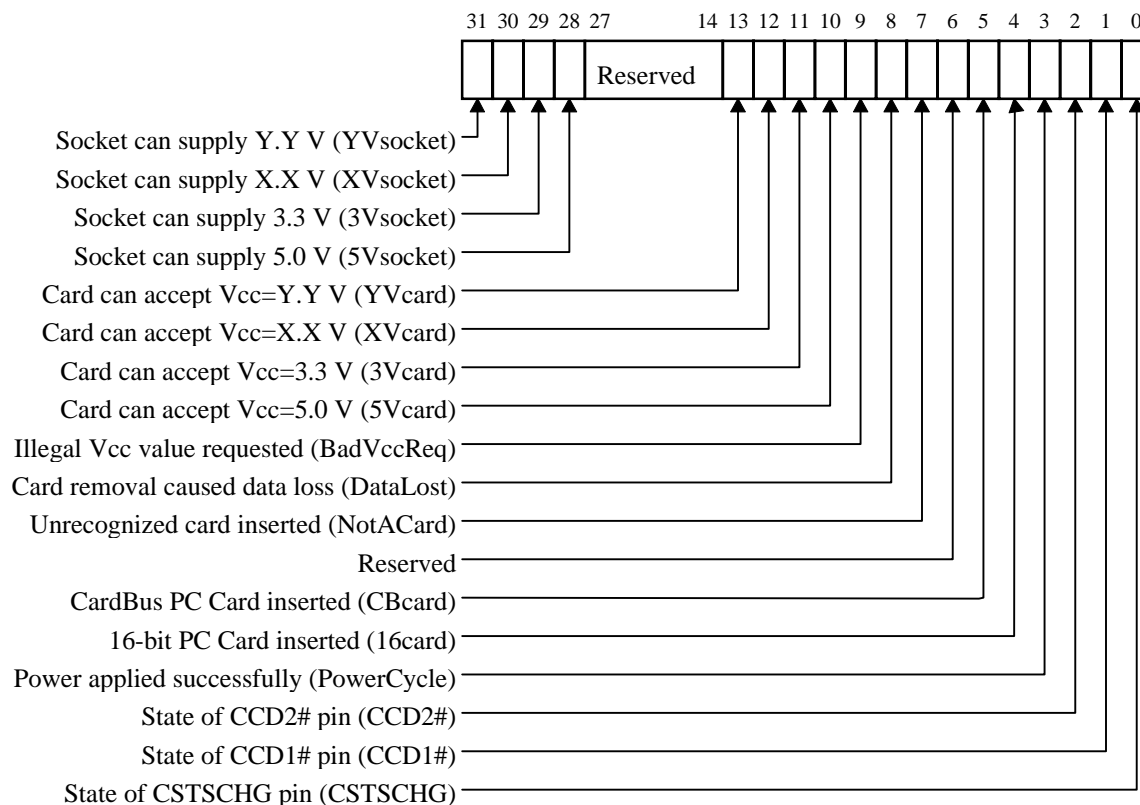 31 30 29 28 27 14 13 12 11 10 9 8 7 6 5 4 3 2 1 0
Reserved
Socket can supply Y.Y V (YVsocket)
Socket can supply X.X V (XVsocket)
Socket can supply 3.3 V (3Vsocket)
Socket can supply 5.0 V (5Vsocket)
Card can accept Vcc=Y.Y V (YVcard)
Card can accept Vcc=X.X V (XVcard)
Card can accept Vcc=3.3 V (3Vcard)
Card can accept Vcc=5.0 V (5Vcard)
Illegal Vcc value requested (BadVccReq)
Card removal caused data loss (DataLost)
Unrecognized card inserted (NotACard)
Reserved
CardBus PC Card inserted (CBcard)
16-bit PC Card inserted (16card)
Power applied successfully (PowerCycle)
State of CCD2# pin (CCD2#)
State of CCD1# pin (CCD1#)
State of CSTSCHG pin (CSTSCHG)